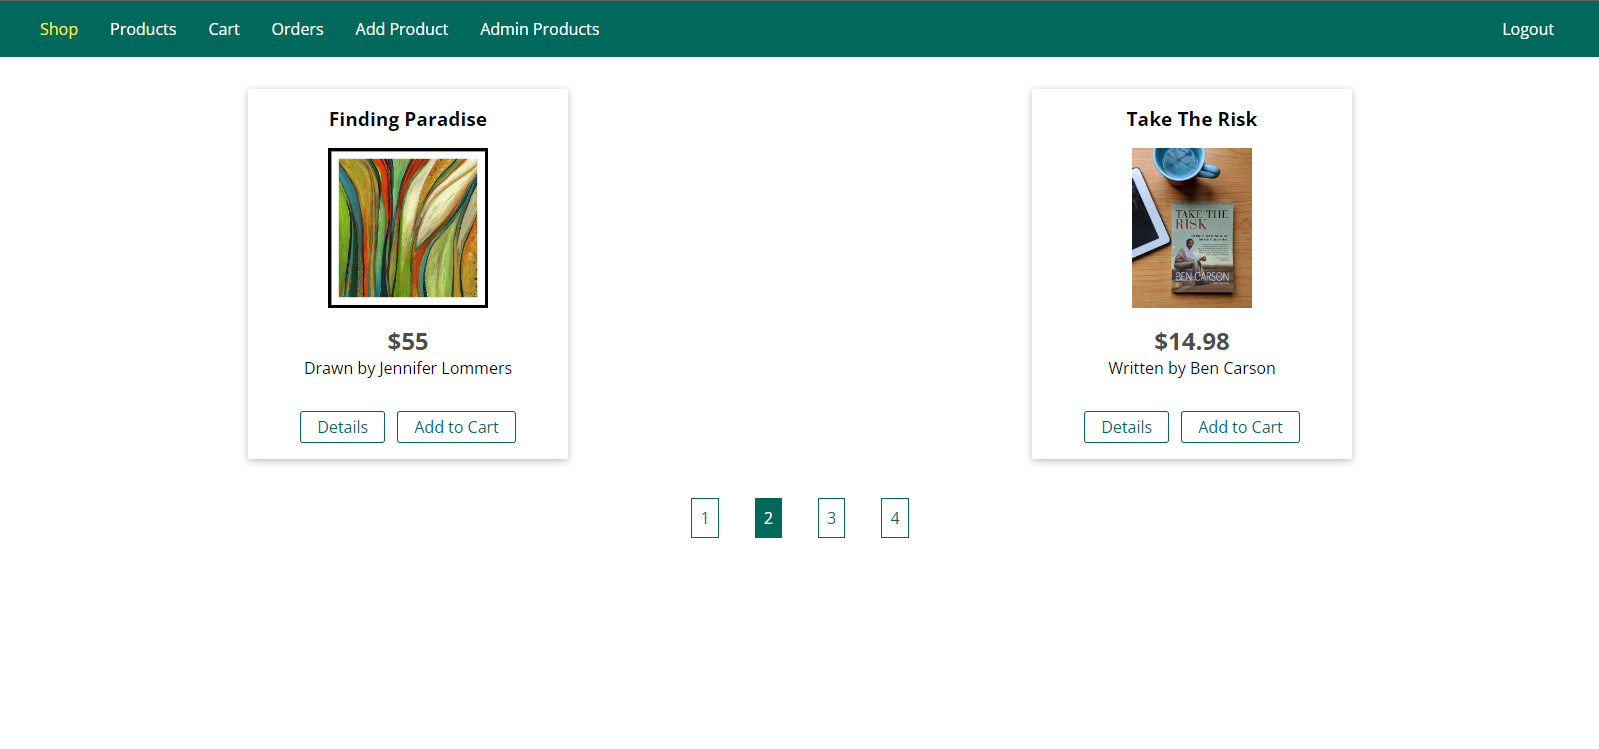 Shop Products Cart Orders Add Product Admin Products Logout
Finding Paradise
$55
Drawn by Jennifer Lommers
Details Add to Cart
Take The Risk
TAKE THE
RISK
BEN CARSON
$14.98
Written by Ben Carson
Details Add to Cart
1 2 3 4